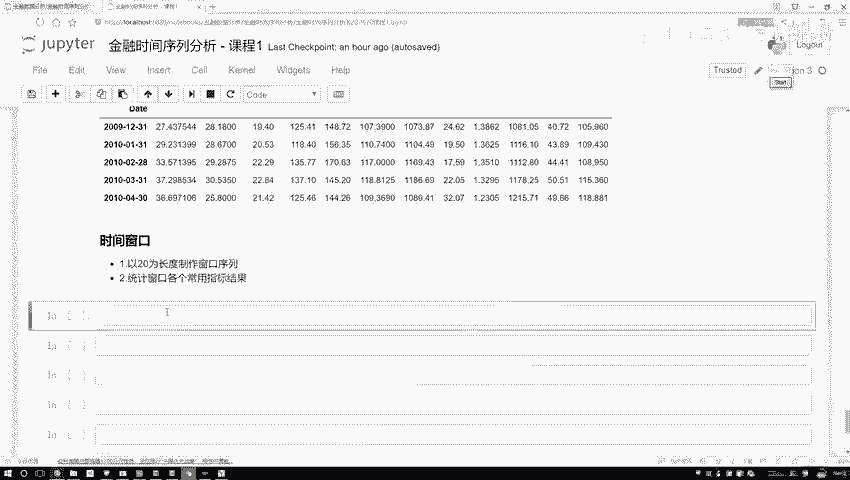 jupyter 金融时间序列分析 - 课程1 Last Checkpoint: an hour ago (autosaved)
Logout
File Edit View Insert Cell Kernel Widgets Help
Trusted
Code
Date
2009-12-31 27.437544 28.1800 19.40 125.41 148.72 107.3900 1073.87 24.62 1.3862 1081.05 40.72 105.960
2010-01-31 29.231399 28.6700 20.53 118.40 156.35 110.7400 1104.49 19.50 1.3625 1116.10 43.89 109.430
2010-02-28 33.571395 29.2875 22.29 135.77 170.63 117.0000 1169.43 17.59 1.3510 1112.80 44.41 108.950
2010-03-31 37.298534 30.5350 22.84 137.10 145.20 118.8125 1186.69 22.05 1.3295 1178.25 50.51 115.360
2010-04-30 36.697106 25.8000 21.42 125.46 144.26 109.3690 1089.41 32.07 1.2305 1215.71 49.86 118.881
时间窗口
1.以20为长度制作窗口序列
2.统计窗口各个常用指标结果
In [ ]:
In [ ]:
In [ ]:
In [ ]:
In [ ]: